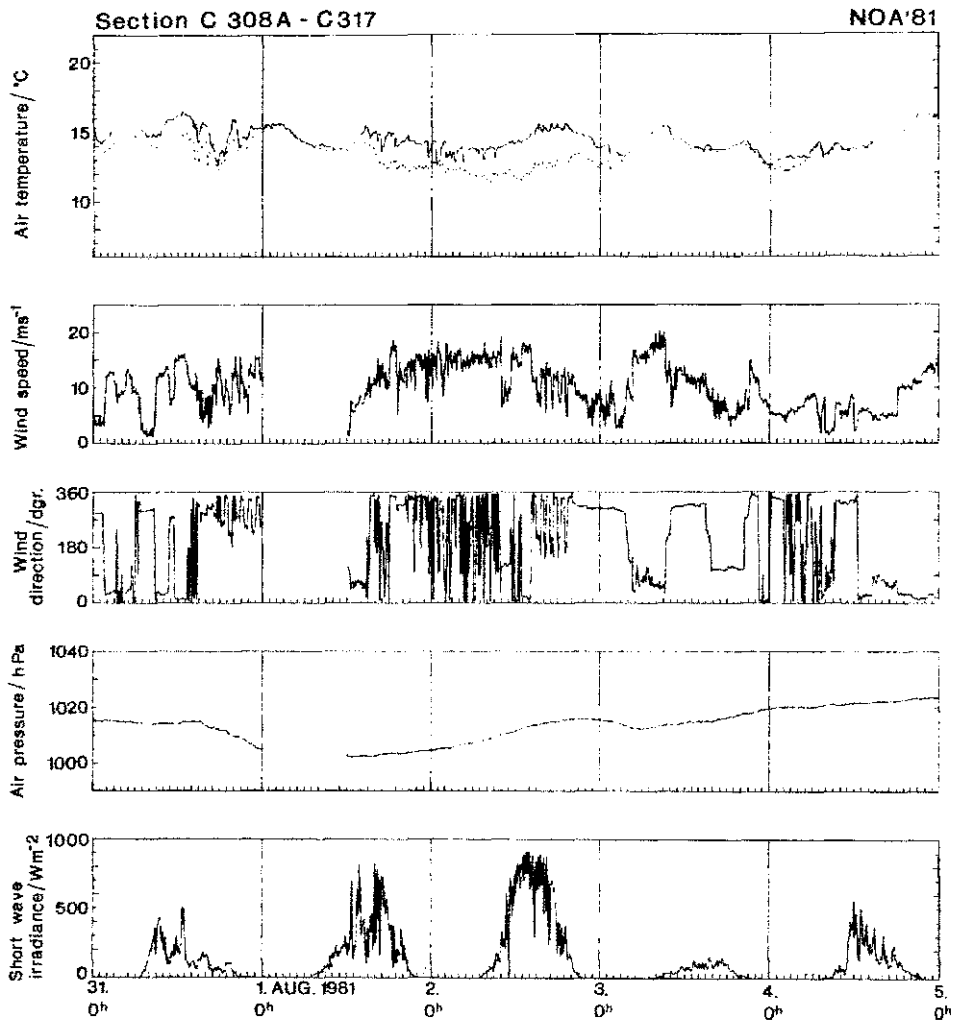 Section C 308A - C317
NOA'81
Air temperature / °C
20
15
10
Wind speed/ms⁻¹
20
10
0
Wind direction/dgr.
360
180
0
Air pressure / hPa
1040
1020
1000
Short wave irradiance/Wm⁻²
1000
500
0
31. 1. AUG. 1981 2. 3. 4. 5.
0ʰ 0ʰ 0ʰ 0ʰ 0ʰ 0ʰ